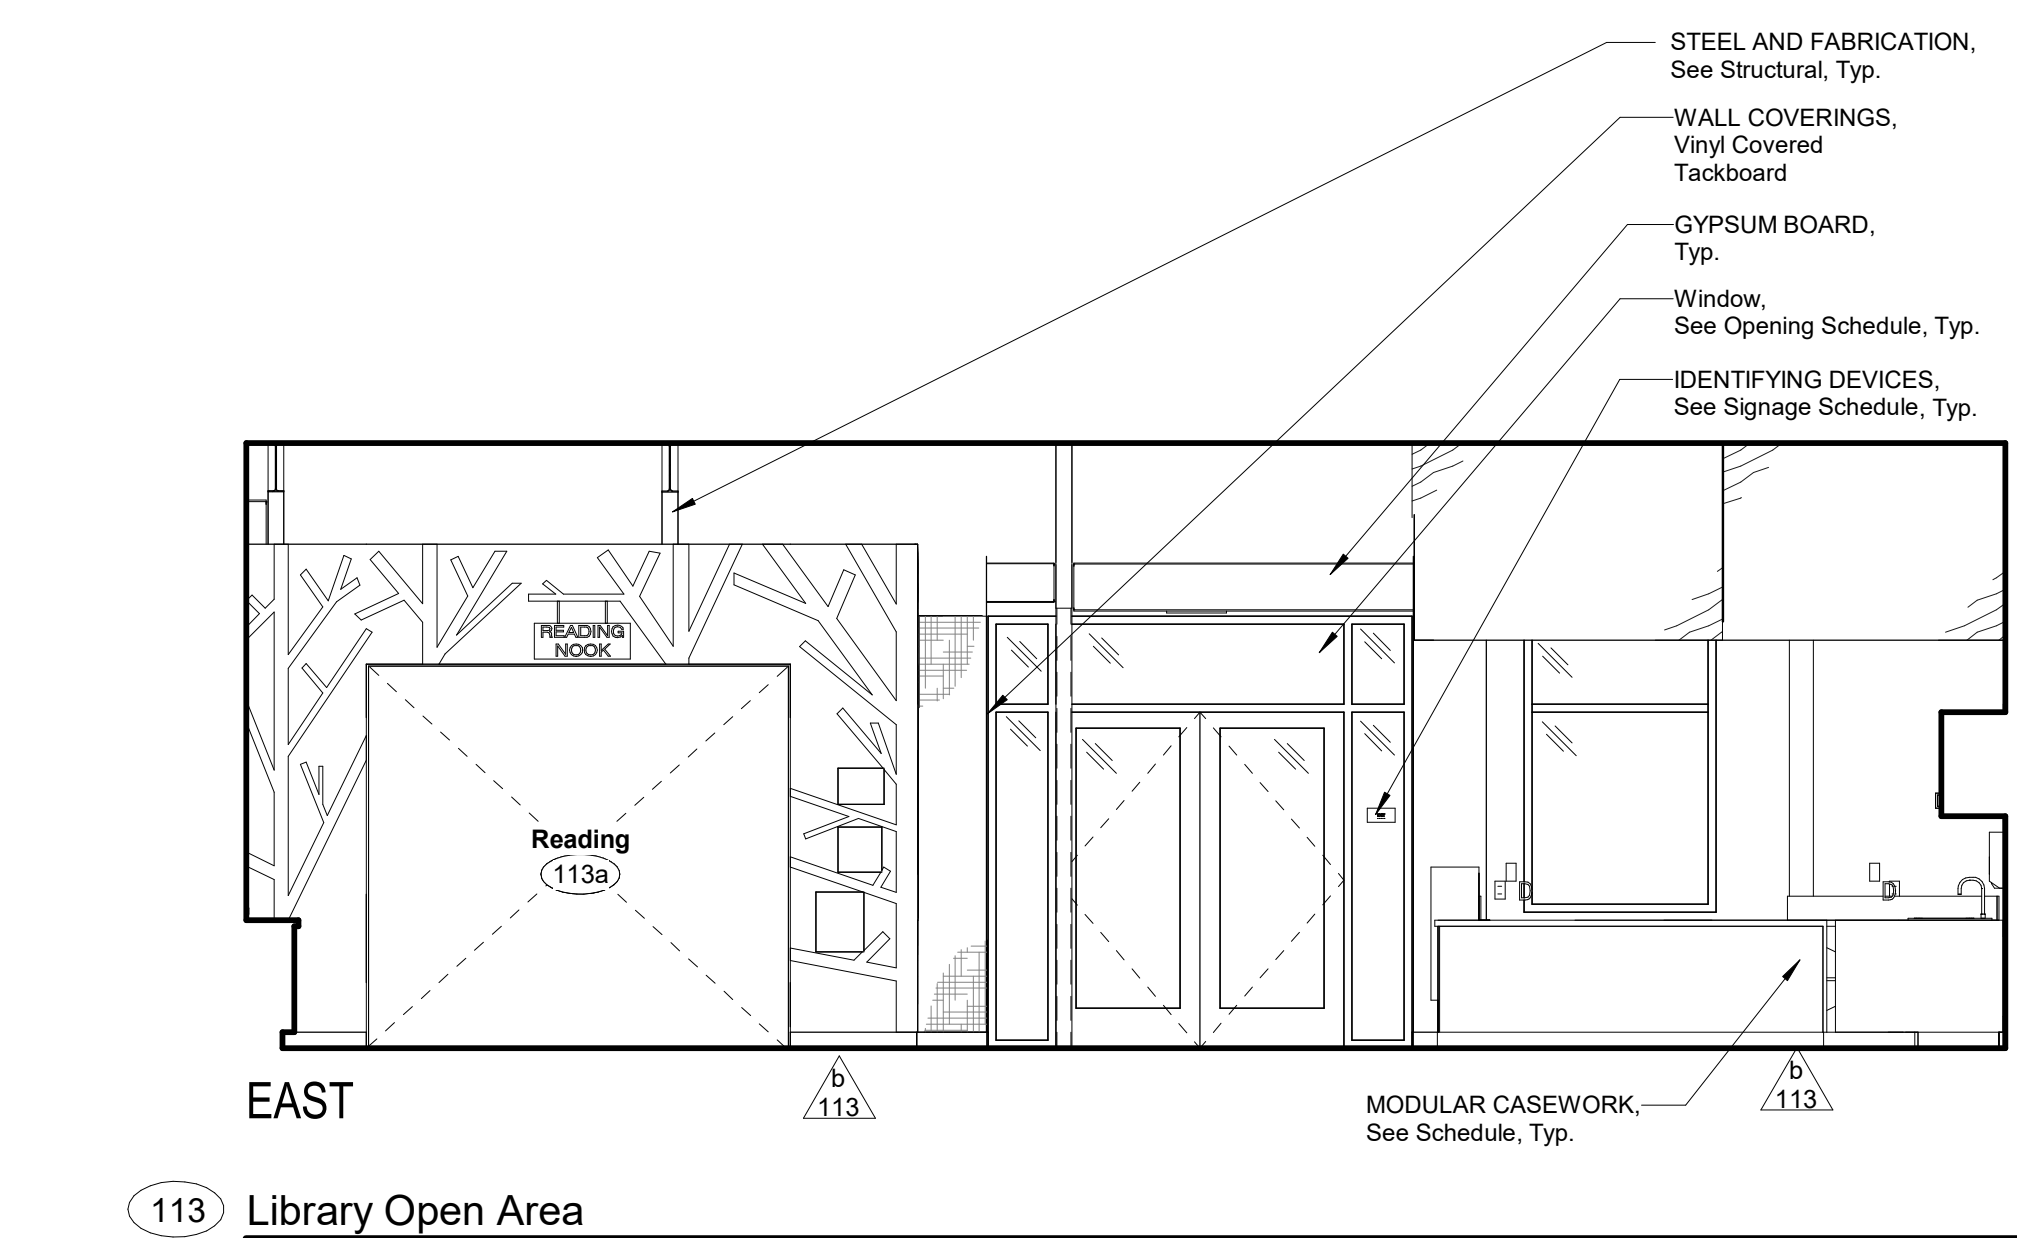 STEEL AND FABRICATION,
See Structural, Typ.
WALL COVERINGS,
Vinyl Covered
Tackboard
GYPSUM BOARD,
Typ.
Window,
See Opening Schedule, Typ.
IDENTIFYING DEVICES,
See Signage Schedule, Typ.
READING
NOOK
Reading
113a
EAST
b
113
b
113
MODULAR CASEWORK,
See Schedule, Typ.
113 Library Open Area